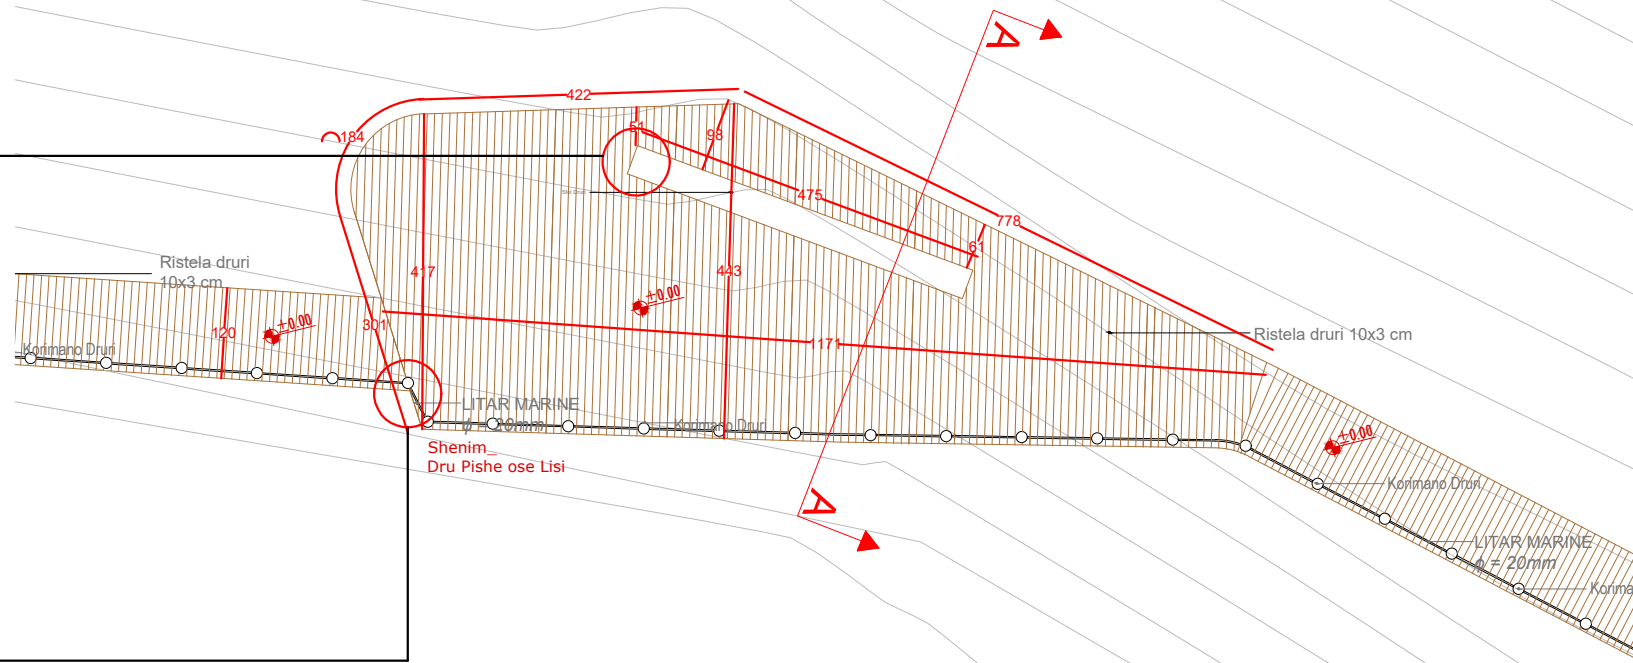 A
422
184
51
98
475
778
61
Ristela druri
10x3 cm
417
443
±0.00
±0.00
301
120
1171
Ristela druri 10x3 cm
Korimano Druri
LITAR MARINE
ϕ = 20mm
Korimano Druri
±0.00
Shenim_
Dru Pishe ose Lisi
Korimano Druri
A
LITAR MARINE
ϕ = 20mm
Korima